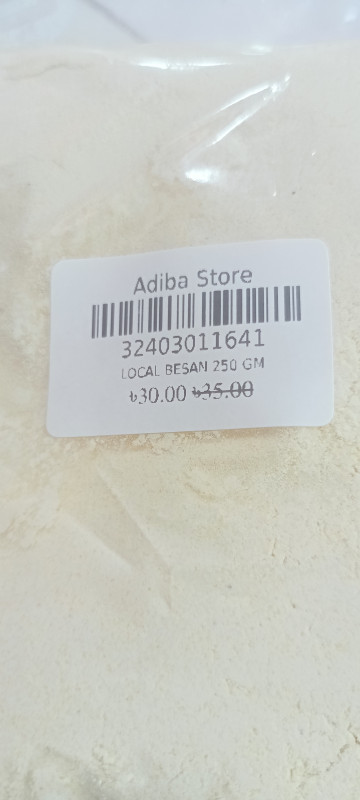 Adiba Store
32403011641
LOCAL BESAN 250 GM
৳30.00 ৳35.00